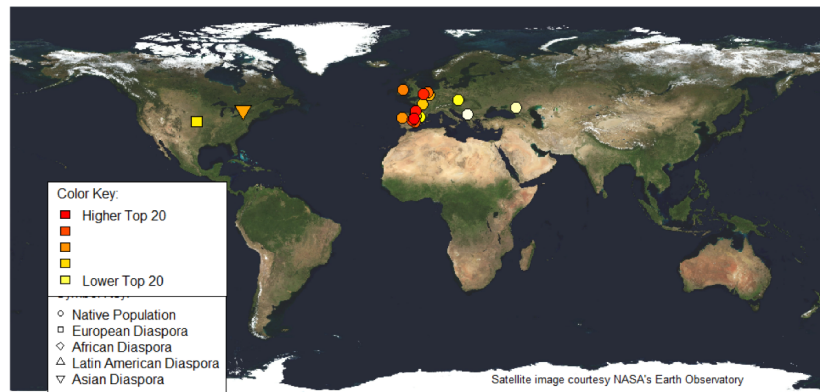 Color Key:
Higher Top 20
Lower Top 20
Native Population
European Diaspora
African Diaspora
Latin American Diaspora
Asian Diaspora
Satellite image courtesy NASA's Earth Observatory